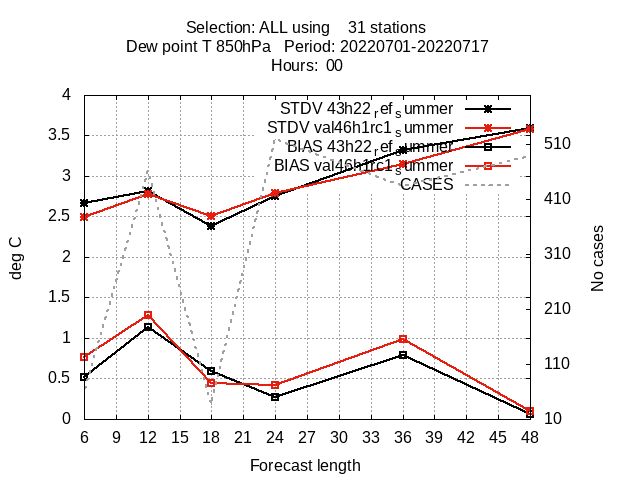 Selection: ALL using 31 stations
Dew point T 850hPa Period: 20220701-20220717
Hours: 00
STDV 43h22_ref_summer
STDV val46h1rc1_summer
BIAS 43h22_ref_summer
BIAS val46h1rc1_summer
CASES
4
3.5
3
2.5
2
1.5
1
0.5
0
deg C
510
410
310
210
110
10
No cases
6 9 12 15 18 21 24 27 30 33 36 39 42 45 48
Forecast length